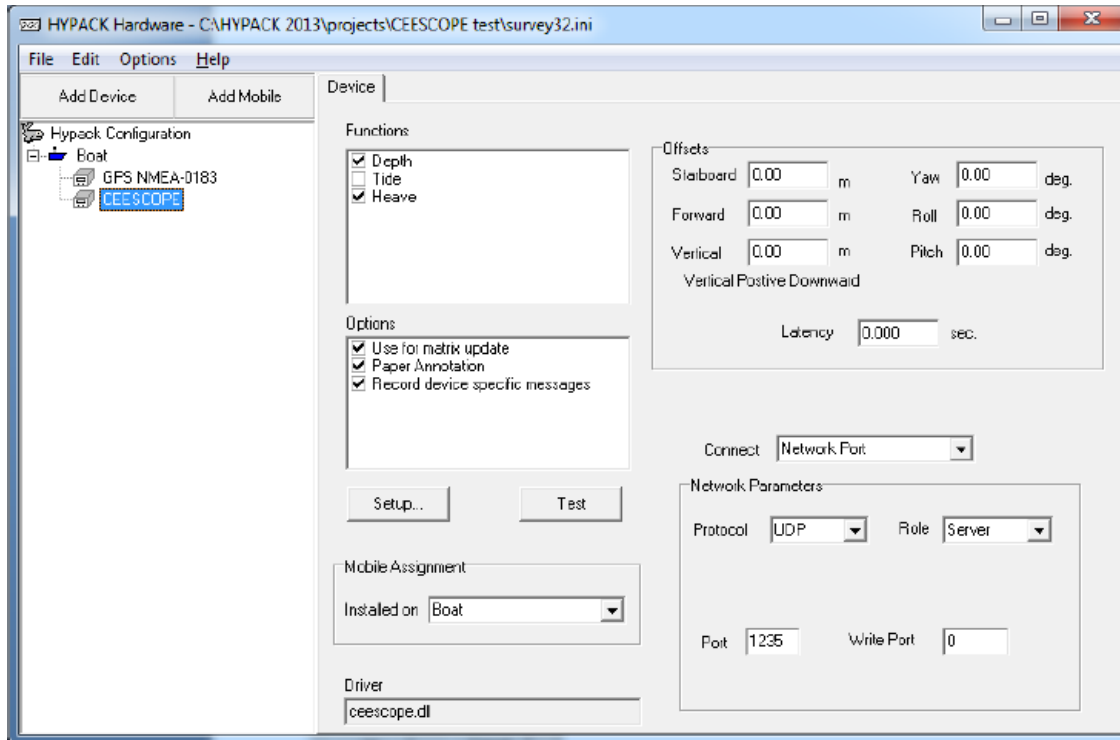 HYPACK Hardware - C:\HYPACK 2013\projects\CEESCOPE test\survey32.ini
File Edit Options Help
Add Device Add Mobile
Hypack Configuration
Boat
GPS NMEA-0183
CEESCOPE
Device
Functions
Depth
Tide
Heave
Options
Use for matrix update
Paper Annotation
Record device specific messages
Setup... Test
Mobile Assignment
Installed on Boat
Driver
ceescope.dll
Offsets
Starboard 0.00 m Yaw 0.00 deg.
Forward 0.00 m Roll 0.00 deg.
Vertical 0.00 m Pitch 0.00 deg.
Vertical Postive Downward
Latency 0.000 sec.
Connect Network Port
Network Parameters
Protocol UDP Role Server
Port 1235 Write Port 0